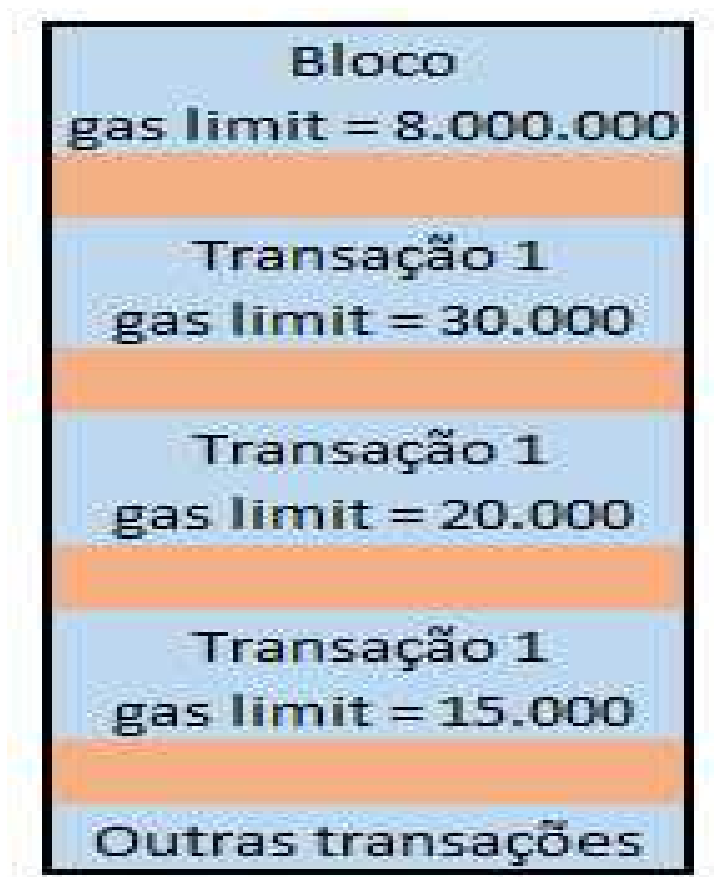 Bloco
gas limit = 8.000.000
Transação 1
gas limit = 30.000
Transação 1
gas limit = 20.000
Transação 1
gas limit = 15.000
Outras transações